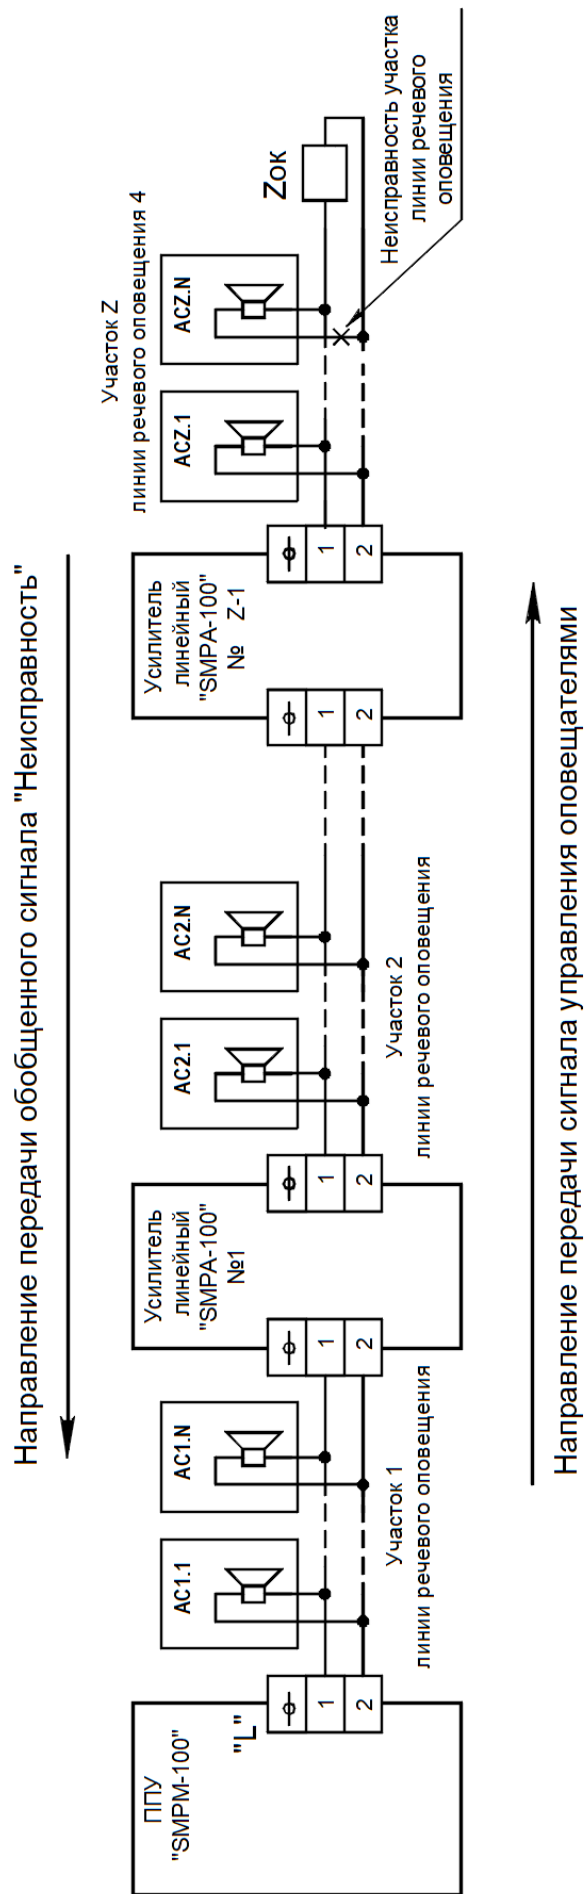 Направление передачи обобщенного сигнала "Неисправность"
ППУ
"SMPM-100"
"L"
1
2
АС1.1
АС1.N
Участок 1
линии речевого оповещения
Усилитель
линейный
"SMPA-100"
№1
1
2
1
2
АС2.1
АС2.N
Участок 2
линии речевого оповещения
Усилитель
линейный
"SMPA-100"
№ Z-1
1
2
1
2
Участок Z
линии речевого оповещения 4
АСZ.1
АСZ.N
Zок
Неисправность участка
линии речевого
оповещения
Направление передачи сигнала управления оповещателями